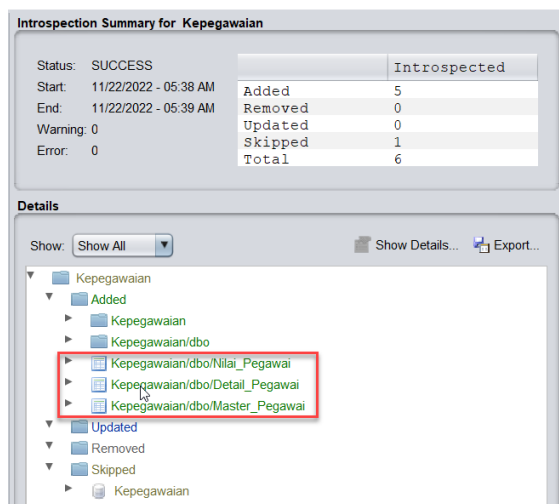 Introspection Summary for Kepegawaian
Status: SUCCESS
Start: 11/22/2022 - 05:38 AM
End: 11/22/2022 - 05:39 AM
Warning: 0
Error: 0
Introspected
Added 5
Removed 0
Updated 0
Skipped 1
Total 6
Details
Show: Show All Show Details... Export...
Kepegawaian
Added
Kepegawaian
Kepegawaian/dbo
Kepegawaian/dbo/Nilai_Pegawai
Kepegawaian/dbo/Detail_Pegawai
Kepegawaian/dbo/Master_Pegawai
Updated
Removed
Skipped
Kepegawaian